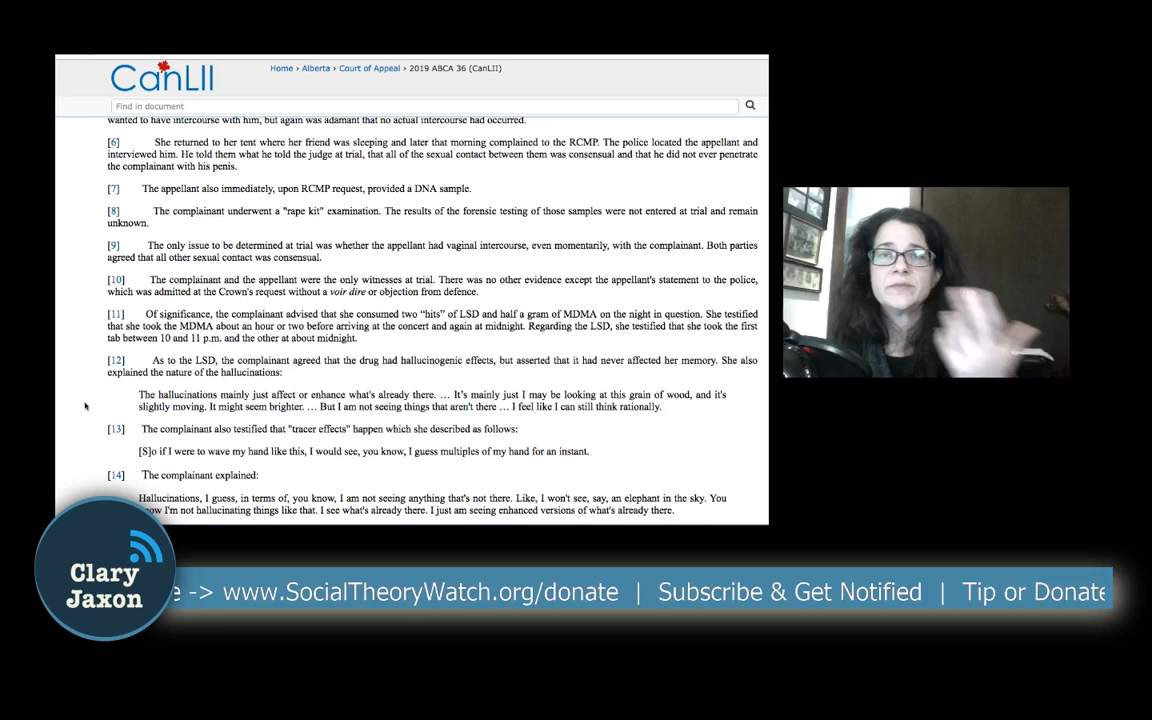 CanLII
Home › Alberta › Court of Appeal › 2019 ABCA 36 (CanLII)
Find in document
wanted to have intercourse with him, but again was adamant that no actual intercourse had occurred.
[6] She returned to her tent where her friend was sleeping and later that morning complained to the RCMP. The police located the appellant and
interviewed him. He told them what he told the judge at trial, that all of the sexual contact between them was consensual and that he did not ever penetrate
the complainant with his penis.
[7] The appellant also immediately, upon RCMP request, provided a DNA sample.
[8] The complainant underwent a "rape kit" examination. The results of the forensic testing of those samples were not entered at trial and remain
unknown.
[9] The only issue to be determined at trial was whether the appellant had vaginal intercourse, even momentarily, with the complainant. Both parties
agreed that all other sexual contact was consensual.
[10] The complainant and the appellant were the only witnesses at trial. There was no other evidence except the appellant's statement to the police,
which was admitted at the Crown's request without a voir dire or objection from defence.
[11] Of significance, the complainant advised that she consumed two “hits” of LSD and half a gram of MDMA on the night in question. She testified
that she took the MDMA about an hour or two before arriving at the concert and again at midnight. Regarding the LSD, she testified that she took the first
tab between 10 and 11 p.m. and the other at about midnight.
[12] As to the LSD, the complainant agreed that the drug had hallucinogenic effects, but asserted that it had never affected her memory. She also
explained the nature of the hallucinations:
The hallucinations mainly just affect or enhance what's already there. … It’s mainly just I may be looking at this grain of wood, and it's
slightly moving. It might seem brighter. … But I am not seeing things that aren't there … I feel like I can still think rationally.
[13] The complainant also testified that "tracer effects" happen which she described as follows:
[S]o if I were to wave my hand like this, I would see, you know, I guess multiples of my hand for an instant.
[14] The complainant explained:
Hallucinations, I guess, in terms of, you know, I am not seeing anything that's not there. Like, I won't see, say, an elephant in the sky. You
now I'm not hallucinating things like that. I see what's already there. I just am seeing enhanced versions of what's already there.
Clary
Jaxon
e -> www.SocialTheoryWatch.org/donate | Subscribe & Get Notified | Tip or Donate